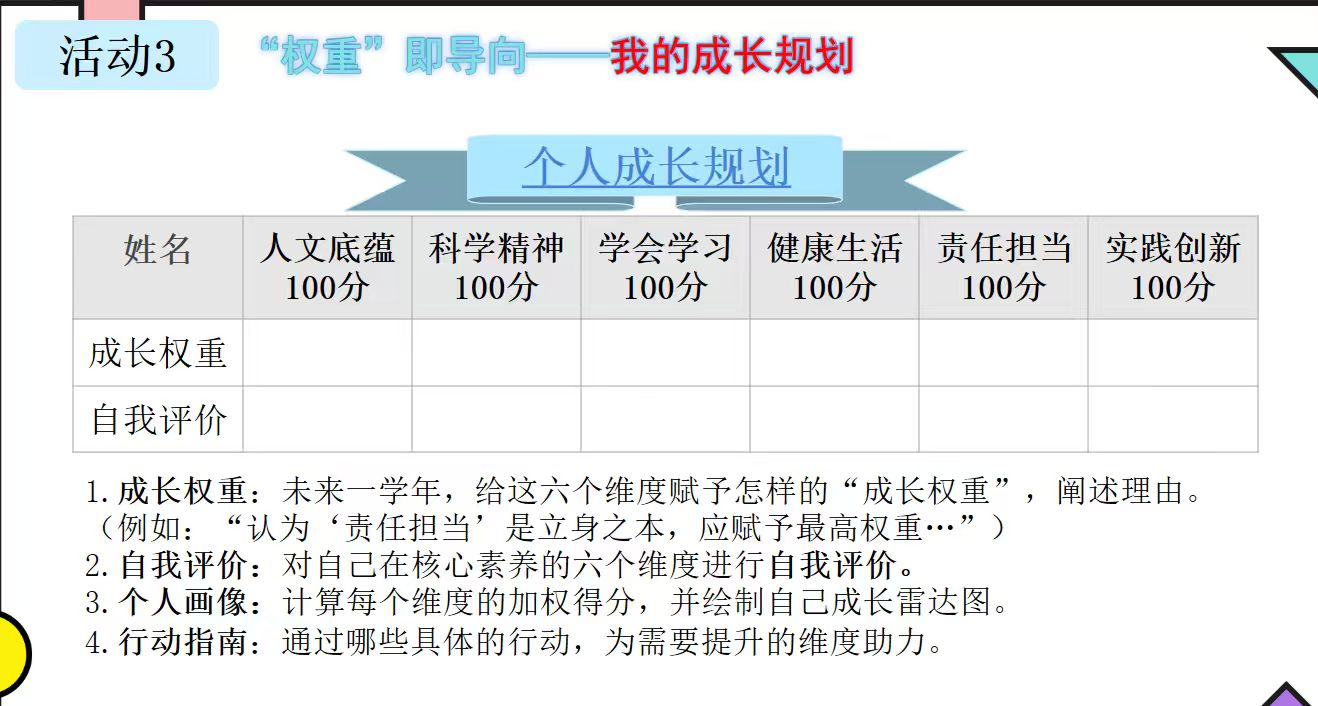 活动3
“权重”即导向——我的成长规划
个人成长规划
姓名 人文底蕴 科学精神 学会学习 健康生活 责任担当 实践创新
100分 100分 100分 100分 100分 100分
成长权重
自我评价
1.成长权重：未来一学年，给这六个维度赋予怎样的“成长权重”，阐述理由。
（例如：“认为‘责任担当’是立身之本，应赋予最高权重…”）
2.自我评价：对自己在核心素养的六个维度进行自我评价。
3.个人画像：计算每个维度的加权得分，并绘制自己成长雷达图。
4.行动指南：通过哪些具体的行动，为需要提升的维度助力。